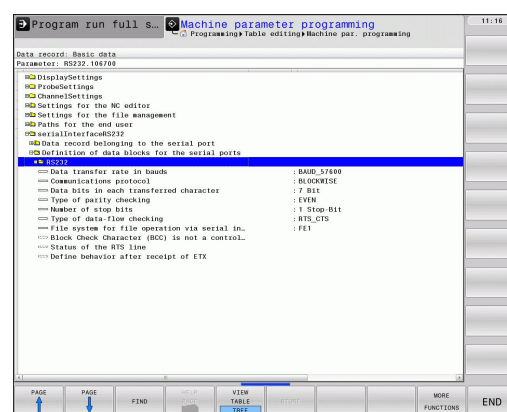 Program run full s…
Machine parameter programming
Programming▶Table editing▶Machine par. programming
11:16
Data record: Basic data
Parameter: RS232.106700
DisplaySettings
ProbeSettings
ChannelSettings
Settings for the NC editor
Settings for the file management
Paths for the end user
serialInterfaceRS232
Data record belonging to the serial port
Definition of data blocks for the serial ports
RS232
Data transfer rate in bauds : BAUD_57600
Communications protocol : BLOCKWISE
Data bits in each transferred character : 7 Bit
Type of parity checking : EVEN
Number of stop bits : 1 Stop-Bit
Type of data-flow checking : RTS_CTS
File system for file operation via serial in… : FE1
Block Check Character (BCC) is not a control…
Status of the RTS line
Define behavior after receipt of ETX
PAGE
PAGE
FIND
HELP
PAGE
VIEW
TABLE
TREE
MORE
FUNCTIONS
END